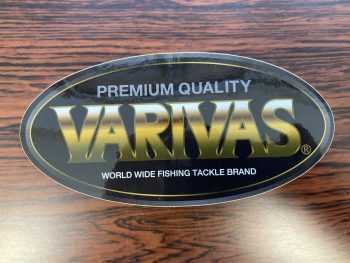 PREMIUM QUALITY
VARIVAS®
WORLD WIDE FISHING TACKLE BRAND